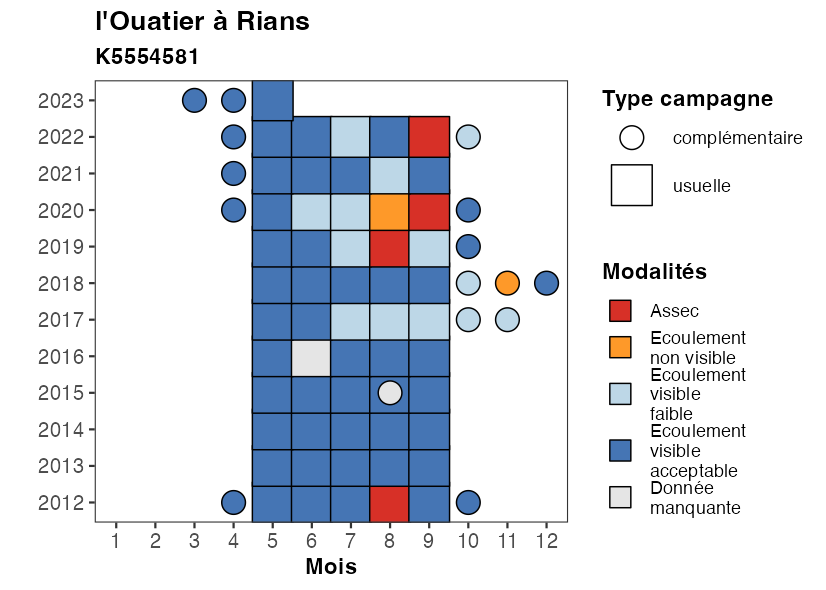 l'Ouatier à Rians
K5554581
2023
2022
2021
2020
2019
2018
2017
2016
2015
2014
2013
2012
1 2 3 4 5 6 7 8 9 10 11 12
Mois
Type campagne
complémentaire
usuelle
Modalités
Assec
Ecoulement
non visible
Ecoulement
visible
faible
Ecoulement
visible
acceptable
Donnée
manquante